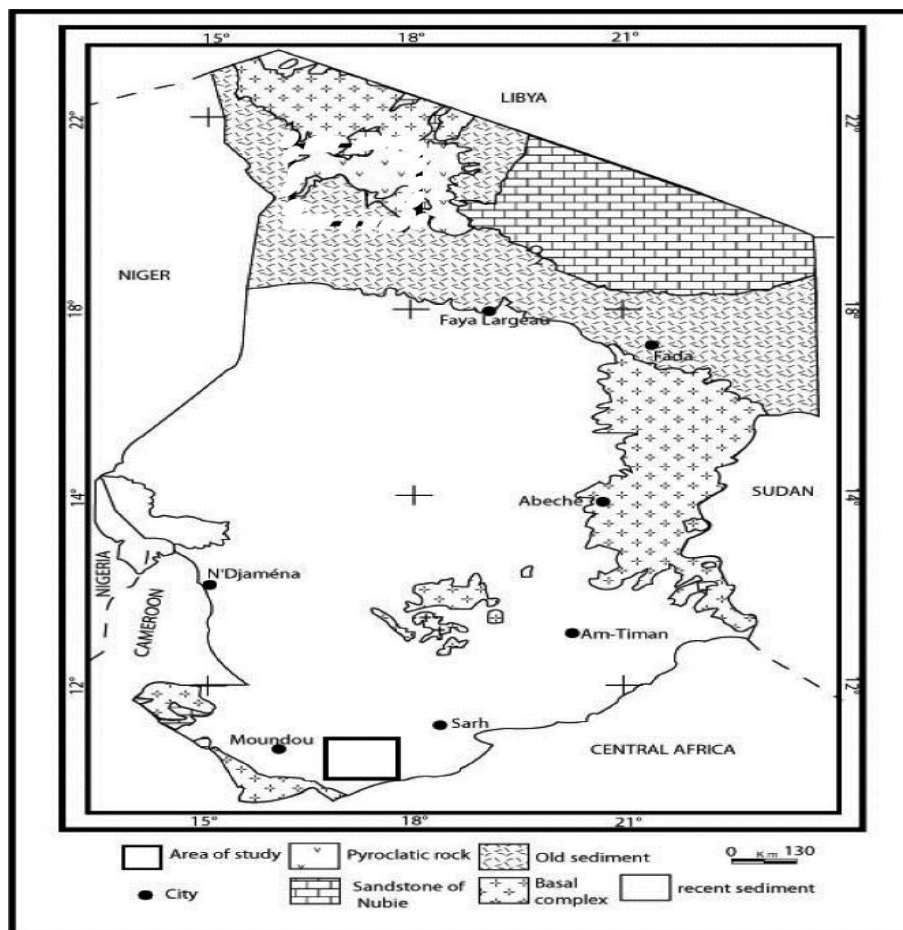 15° 18° 21°
LIBYA
22° 22°
NIGER
18° 18°
Faya Largeau
Fada
SUDAN
14° 14°
Abeche
NIGERIA
N'Djaména
CAMEROON
Am-Timan
12° 12°
Sarh
Moundou
CENTRAL AFRICA
15° 18° 21°
Area of study
Pyroclatic rock
Old sediment
0 Km 130
City
Sandstone of
Nubie
Basal
complex
recent sediment